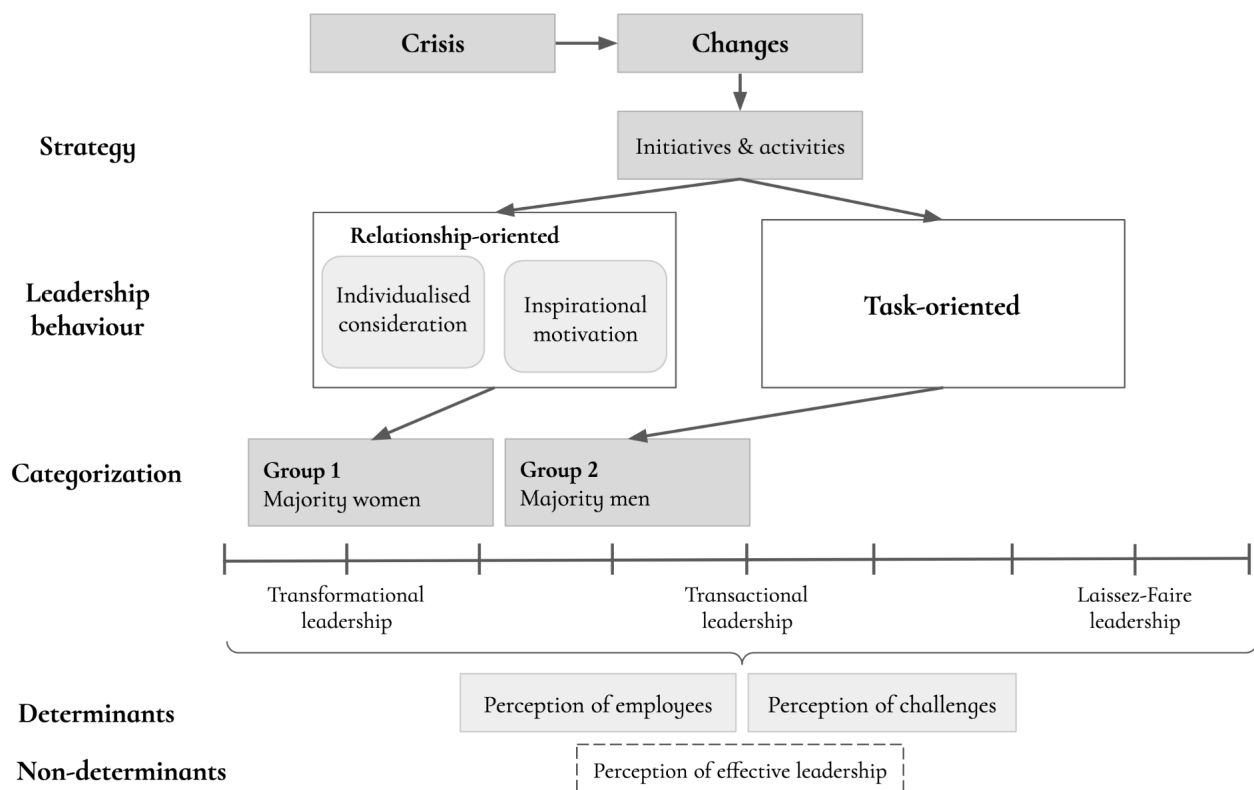 Crisis
Changes
Strategy
Initiatives & activities
Relationship-oriented
Leadership
behaviour
Individualised
consideration
Inspirational
motivation
Task-oriented
Categorization
Group 1
Majority women
Group 2
Majority men
Transformational
leadership
Transactional
leadership
Laissez-Faire
leadership
Determinants
Perception of employees
Perception of challenges
Non-determinants
Perception of effective leadership